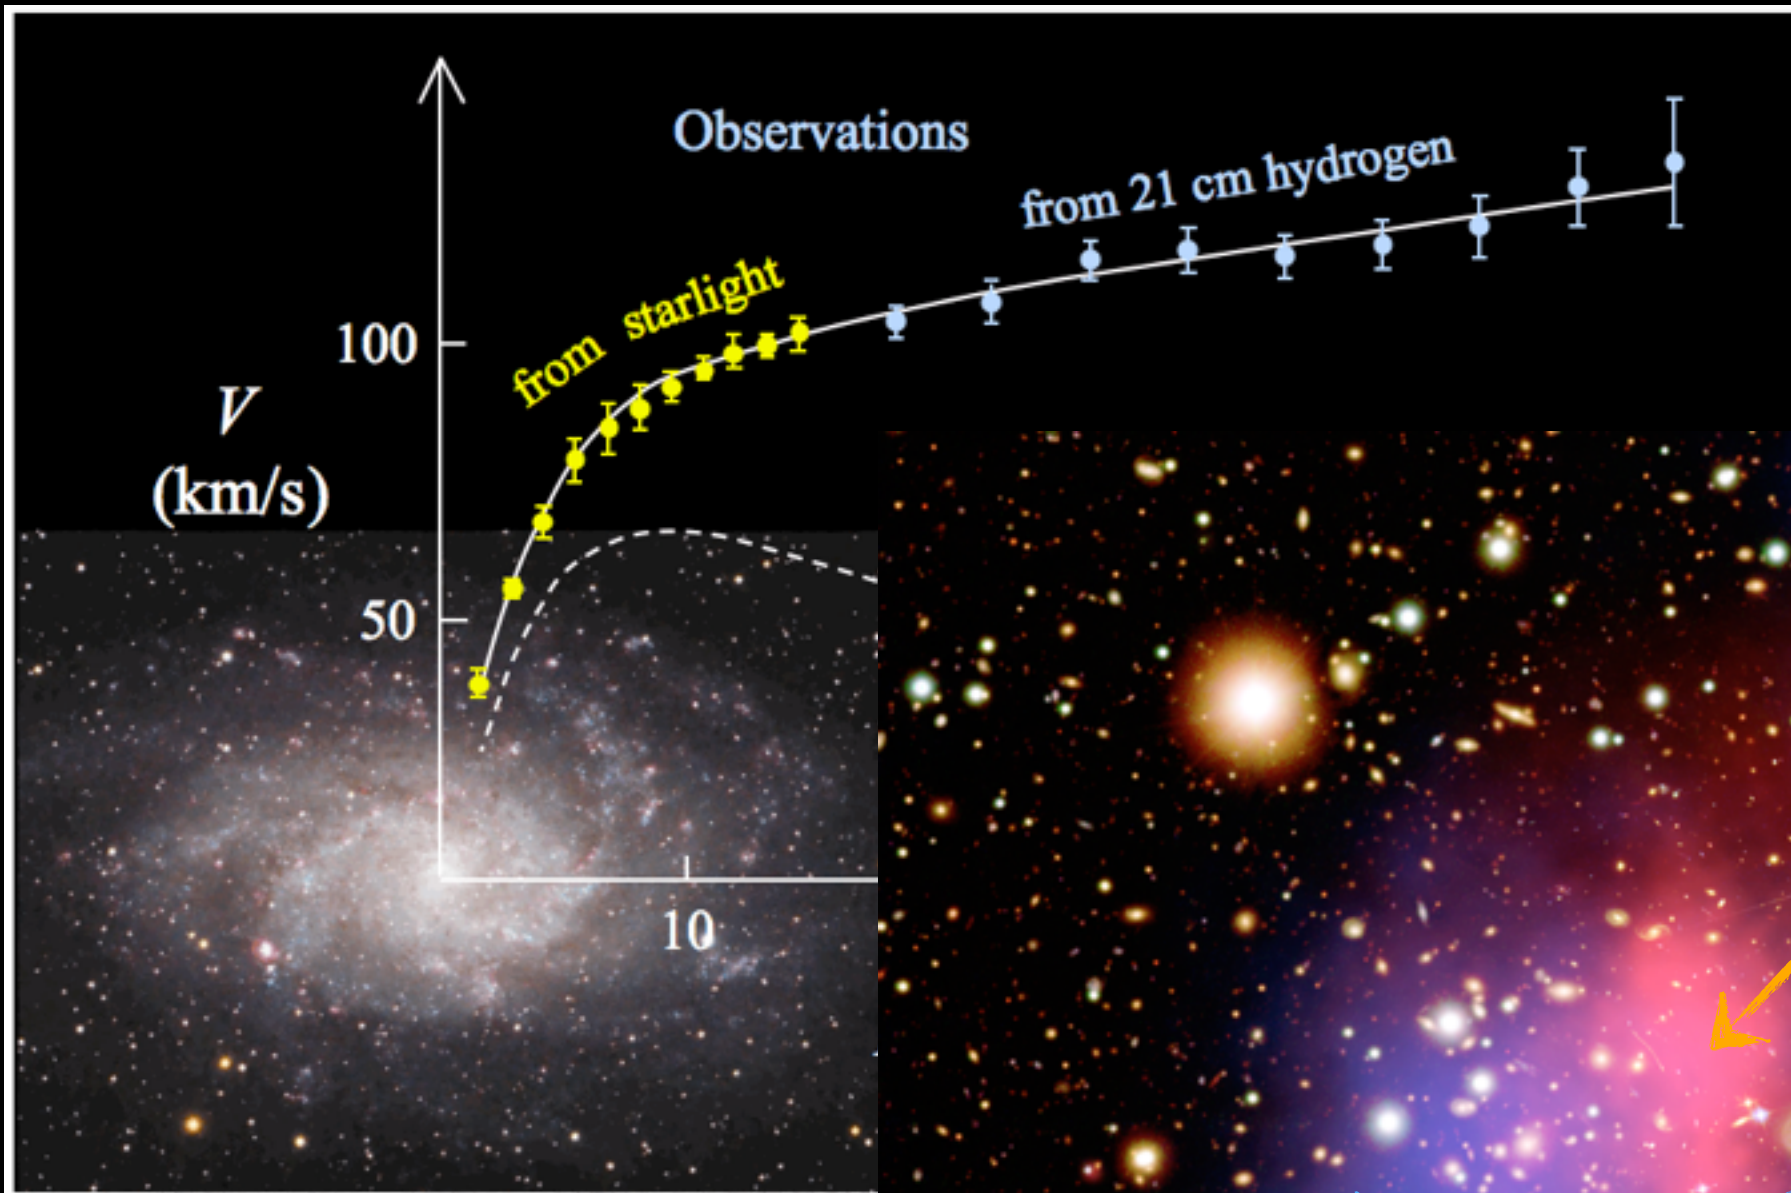 Observations
from 21 cm hydrogen
from starlight
100
V
(km/s)
50
10